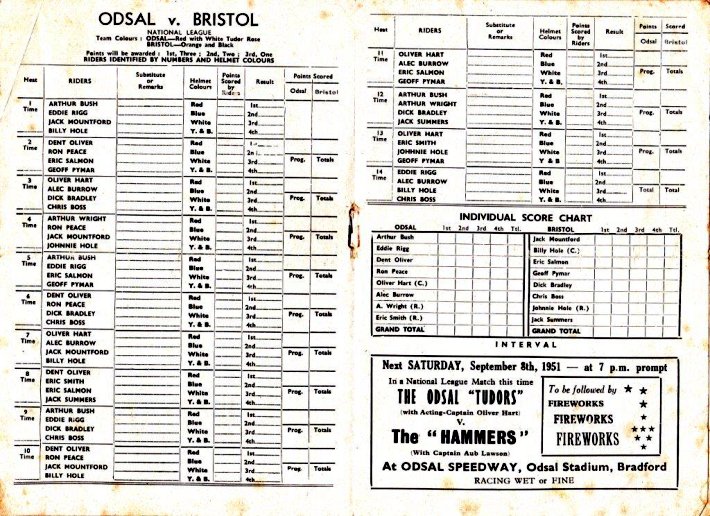 ODSAL v. BRISTOL
NATIONAL LEAGUE
Team Colours : ODSAL—Red with White Tudor Rose
BRISTOL—Orange and Black
Points will be awarded : 1st, Three ; 2nd, Two ; 3rd, One
RIDERS IDENTIFIED BY NUMBERS AND HELMET COLOURS
Heat RIDERS Substitute or Remarks Helmet Colours Points Scored by Riders Result Points Scored Odsal Bristol
1 Time ARTHUR BUSH Red 1st
EDDIE RIGG Blue 2nd
JACK MOUNTFORD White 3rd
BILLY HOLE Y. & B. 4th
2 Time DENT OLIVER Red
RON PEACE Blue
ERIC SALMON White 3rd Prog. Totals
GEOFF PYMAR Y. & B. 4th
3 Time OLIVER HART Red 1st
ALEC BURROW Blue 2nd
DICK BRADLEY White 3rd Prog. Totals
CHRIS BOSS Y. & B. 4th
4 Time ARTHUR WRIGHT Red 1st
RON PEACE Blue 2nd
JACK MOUNTFORD White 3rd Prog. Totals
JOHNNIE HOLE Y. & B. 4th
5 Time ARTHUR BUSH Red 1st
EDDIE RIGG Blue 2nd
ERIC SALMON White 3rd Prog. Totals
GEOFF PYMAR Y. & B. 4th
6 Time DENT OLIVER Red 1st
RON PEACE Blue 2nd
DICK BRADLEY White 3rd Prog. Totals
CHRIS BOSS Y. & B. 4th
7 Time OLIVER HART Red 1st
ALEC BURROW Blue 2nd
JACK MOUNTFORD White 3rd Prog. Totals
BILLY HOLE Y. & B. 4th
8 Time DENT OLIVER Red 1st
ERIC SMITH Blue 2nd
ERIC SALMON White 3rd Prog. Totals
JACK SUMMERS Y. & B. 4th
9 Time ARTHUR BUSH Red 1st
EDDIE RIGG Blue 2nd
DICK BRADLEY White 3rd Prog. Totals
CHRIS BOSS Y. & B. 4th
10 Time DENT OLIVER Red 1st
RON PEACE Blue 2nd
JACK MOUNTFORD White 3rd Prog. Totals
BILLY HOLE Y. & B. 4th
Heat RIDERS Substitute or Remarks Helmet Colours Points Scored by Riders Result Points Scored Odsal Bristol
11 Time OLIVER HART Red 1st
ALEC BURROW Blue 2nd
ERIC SALMON White 3rd Prog. Totals
GEOFF PYMAR Y. & B. 4th
12 Time ARTHUR BUSH Red 1st
ARTHUR WRIGHT Blue 2nd
DICK BRADLEY White 3rd Prog. Totals
JACK SUMMERS Y. & B. 4th
13 Time OLIVER HART Red 1st
ERIC SMITH Blue 2nd
JOHHNIE HOLE White 3rd Prog. Totals
GEOFF PYMAR Y & B. 4th
14 Time EDDIE RIGG Red 1st
ALEC BURROW Blue 2nd
BILLY HOLE White 3rd Total Total
CHRIS BOSS Y. & B. 4th
INDIVIDUAL SCORE CHART
ODSAL 1st 2nd 3rd 4th Ttl. BRISTOL 1st 2nd 3rd 4th Ttl.
Arthur Bush Jack Mountford
Eddie Rigg Billy Hole (C.)
Dent Oliver Eric Salmon
Ron Peace Geoff Pymar
Oliver Hart (C.) Dick Bradley
Alec Burrow Chris Boss
A. Wright (R.) Johnnie Hole (R.)
Eric Smith (R.) Jack Summers
GRAND TOTAL GRAND TOTAL
INTERVAL
Next SATURDAY, September 8th, 1951 — at 7 p.m. prompt
In a National League Match this time
THE ODSAL "TUDORS"
(with Acting-Captain Oliver Hart)
V.
The "HAMMERS"
(With Captain Aub Lawson)
To be followed by
FIREWORKS
FIREWORKS
FIREWORKS
At ODSAL SPEEDWAY, Odsal Stadium, Bradford
RACING WET or FINE